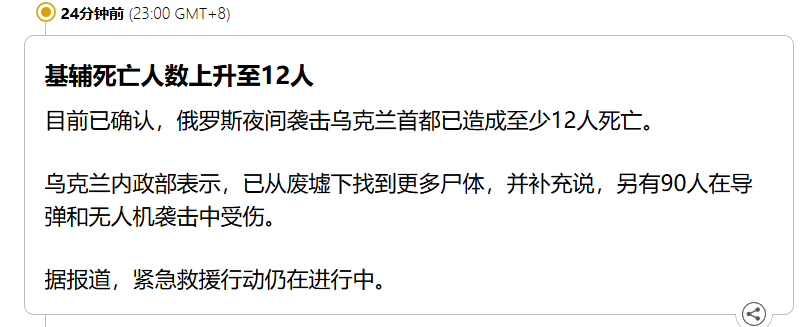 24分钟前 (23:00 GMT+8)
基辅死亡人数上升至12人
目前已确认，俄罗斯夜间袭击乌克兰首都已造成至少12人死亡。
乌克兰内政部表示，已从废墟下找到更多尸体，并补充说，另有90人在导
弹和无人机袭击中受伤。
据报道，紧急救援行动仍在进行中。